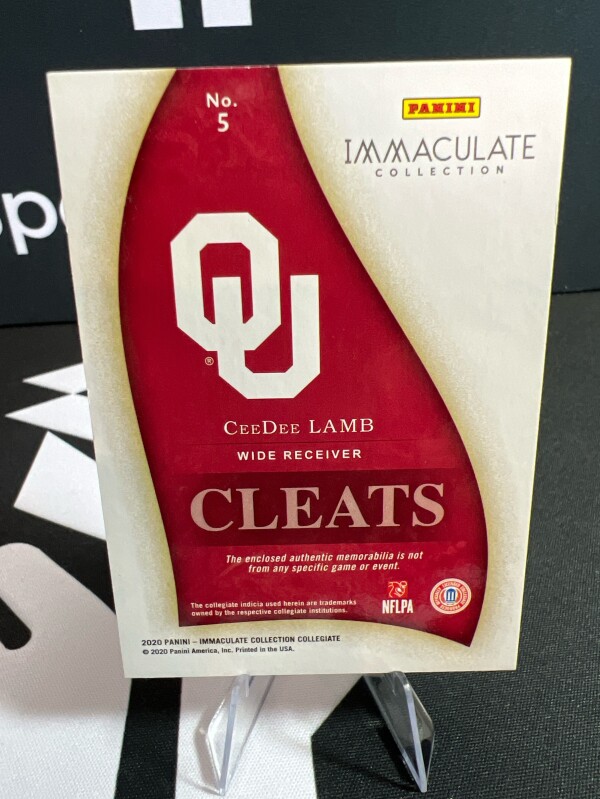 No.
5
PANINI
IMMACULATE
COLLECTION
OU
®
CEEDEE LAMB
WIDE RECEIVER
CLEATS
The enclosed authentic memorabilia is not
from any specific game or event.
The collegiate indicia used herein are trademarks
owned by the respective collegiate institutions.
NFLPA
2020 PANINI – IMMACULATE COLLECTION COLLEGIATE
© 2020 Panini America, Inc. Printed in the USA.